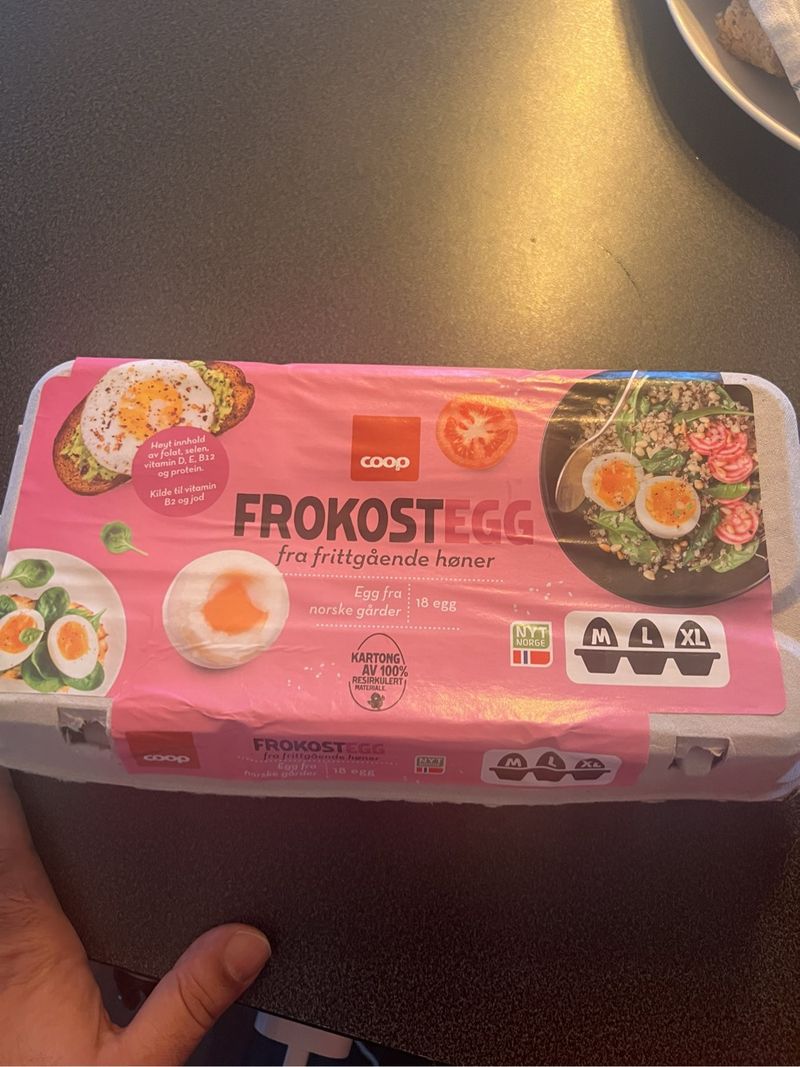 Høyt innhold
av folat, selen,
vitamin D, E, B12
og protein.
Kilde til vitamin
B2 og jod
coop
FROKOSTEGG
fra frittgående høner
Egg fra
norske gårder
18 egg
KARTONG
AV 100%
RESIRKULERT
MATERIALE.
NYT
NORGE
M L XL
coop
FROKOSTEGG
fra frittgående høner
Egg fra
norske gårder
18 egg
NYT
M L XL